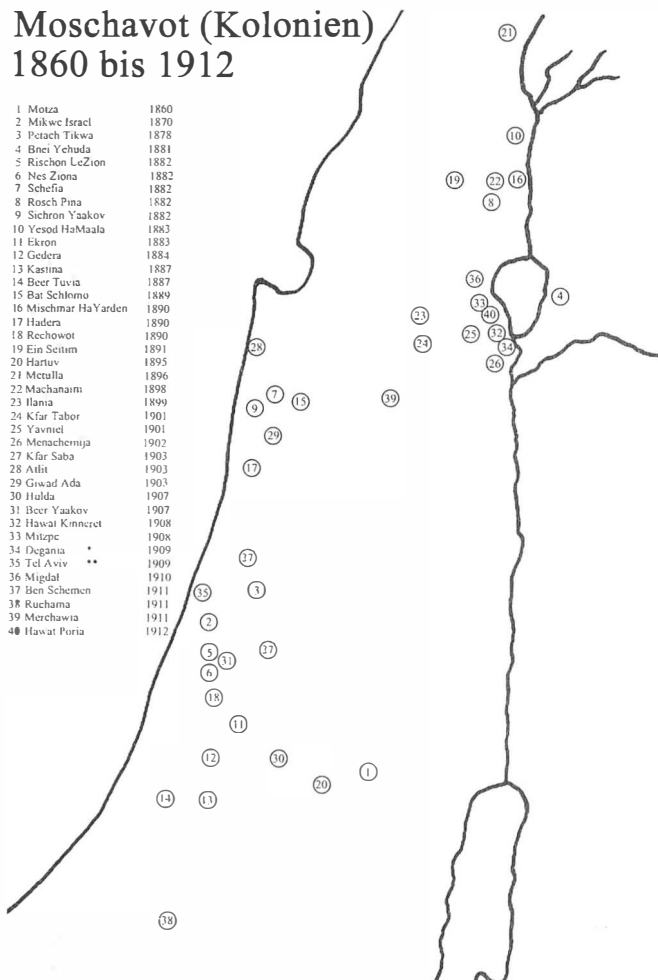 Moschavot (Kolonien)
1860 bis 1912
1 Motza 1860
2 Mikwe Israel 1870
3 Petach Tikwa 1878
4 Bnei Yehuda 1881
5 Rischon LeZion 1882
6 Nes Ziona 1882
7 Schefia 1882
8 Rosch Pina 1882
9 Sichron Yaakov 1882
10 Yesod HaMaala 1883
11 Ekron 1883
12 Gedera 1884
13 Kastina 1887
14 Beer Tuvia 1887
15 Bat Schlomo 1889
16 Mischmar HaYarden 1890
17 Hadera 1890
18 Rechowot 1890
19 Ein Seitim 1891
20 Hartuv 1895
21 Metulla 1896
22 Machanaim 1898
23 Ilania 1899
24 Kfar Tabor 1901
25 Yavniel 1901
26 Menachemija 1902
27 Kfar Saba 1903
28 Atlit 1903
29 Giwad Ada 1903
30 Hulda 1907
31 Beer Yaakov 1907
32 Hawat Kinneret 1908
33 Mitzpe 1908
34 Degania * 1909
35 Tel Aviv ** 1909
36 Migdal 1910
37 Ben Schemen 1911
38 Ruchama 1911
39 Merchawia 1911
40 Hawat Poria 1912
21
10
19 22 16
8
36
4
33
40
23
25 32
24 34
28
26
7
39
15
9
29
17
27
3
35
2
5 37
31
6
18
11
12 30
1
20
14 13
38